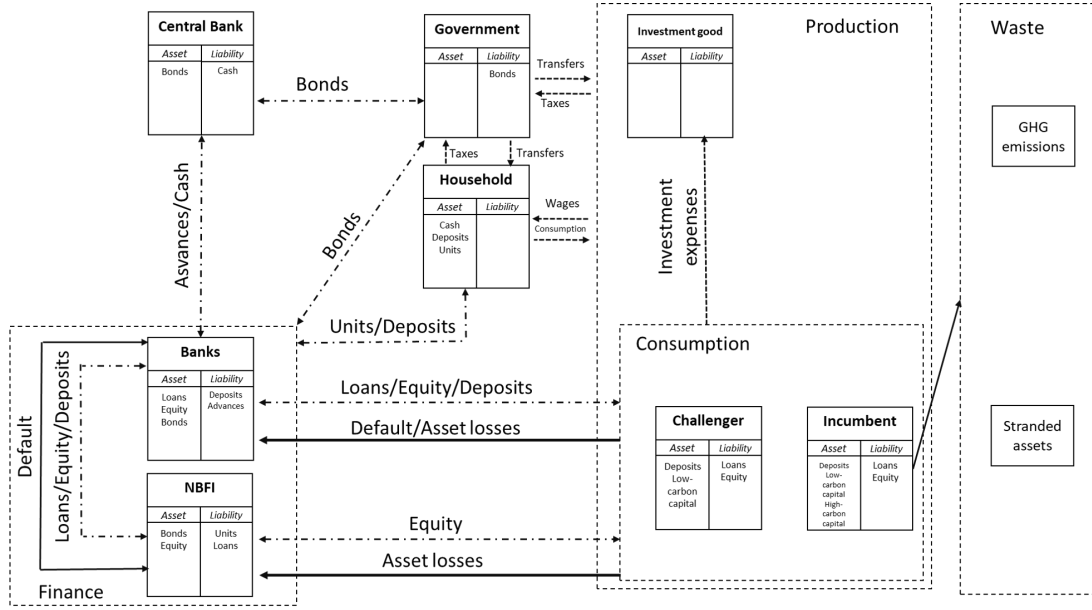 Central Bank
Asset Liability
Bonds Cash
Government
Asset Liability
Bonds
Investment good
Asset Liability
Production
Waste
Bonds
Transfers
Taxes
GHG
emissions
Taxes
Transfers
Household
Asset Liability
Cash
Deposits
Units
Wages
Consumption
Asvances/Cash
Bonds
Investment
expenses
Units/Deposits
Consumption
Banks
Asset Liability
Loans Deposits
Equity Advances
Bonds
Default
Loans/Equity/Deposits
Loans/Equity/Deposits
Default/Asset losses
Challenger
Asset Liability
Deposits Loans
Low- Equity
carbon
capital
Incumbent
Asset Liability
Deposits Loans
Low- Equity
carbon
capital
High-
carbon
capital
Stranded
assets
NBFI
Asset Liability
Bonds Units
Equity Loans
Equity
Asset losses
Finance